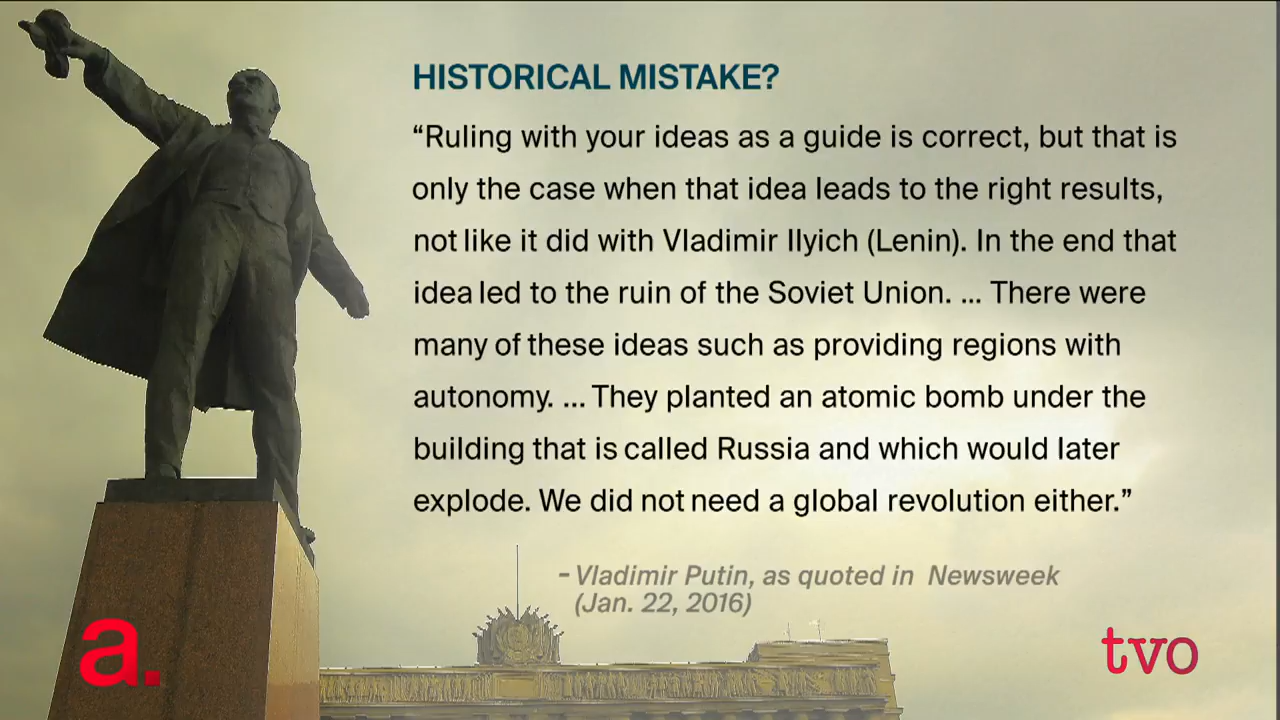 HISTORICAL MISTAKE?
“Ruling with your ideas as a guide is correct, but that is
only the case when that idea leads to the right results,
not like it did with Vladimir Ilyich (Lenin). In the end that
idea led to the ruin of the Soviet Union. ... There were
many of these ideas such as providing regions with
autonomy. ... They planted an atomic bomb under the
building that is called Russia and which would later
explode. We did not need a global revolution either.”
– Vladimir Putin, as quoted in Newsweek
(Jan. 22, 2016)
a.
tvo